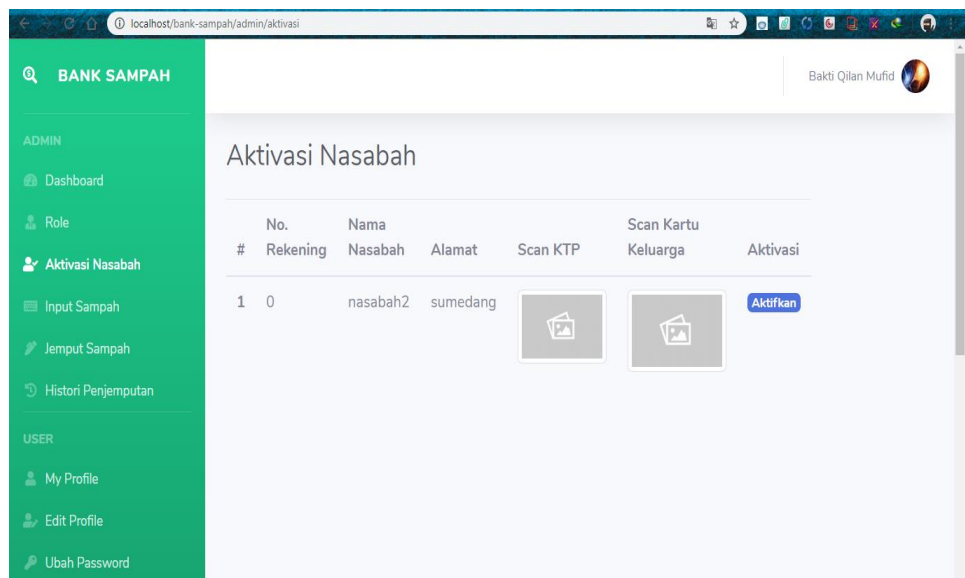 localhost/bank-sampah/admin/aktivasi
BANK SAMPAH
Bakti Qilan Mufid
ADMIN
Dashboard
Role
Aktivasi Nasabah
Input Sampah
Jemput Sampah
Histori Penjemputan
USER
My Profile
Edit Profile
Ubah Password
Aktivasi Nasabah
# No. Rekening Nama Nasabah Alamat Scan KTP Scan Kartu Keluarga Aktivasi
1 0 nasabah2 sumedang Aktifkan